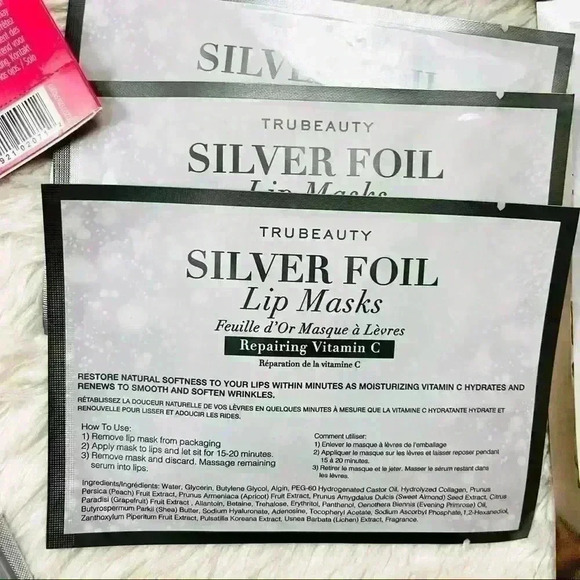 921 0207
SILVER FOIL
TRUBEAUTY
SILVER FOIL
Lip Masks
TRUBEAUTY
SILVER FOIL
Lip Masks
Feuille d'Or Masque à Lèvres
Repairing Vitamin C
Réparation de la vitamine C
RESTORE NATURAL SOFTNESS TO YOUR LIPS WITHIN MINUTES AS MOISTURIZING VITAMIN C HYDRATES AND
RENEWS TO SMOOTH AND SOFTEN WRINKLES.
RÉTABLISSEZ LA DOUCEUR NATURELLE DE VOS LÈVRES EN QUELQUES MINUTES À MESURE QUE LA VITAMINE C HYDRATANTE HYDRATE ET
RENOUVELLE POUR LISSER ET ADOUCIR LES RIDES.
How To Use:
1) Remove lip mask from packaging
2) Apply mask to lips and let sit for 15-20 minutes.
3) Remove mask and discard. Massage remaining
serum into lips.
Comment utiliser:
1) Enlever le masque à lèvres de l'emballage
2) Appliquer le masque sur les lèvres et laisser reposer pendant
15 à 20 minutes.
3) Retirer le masque et le jeter. Masser le sérum restant dans
les lèvres.
Ingredients/Ingrédients: Water, Glycerin, Butylene Glycol, Algin, PEG-60 Hydrogenated Castor Oil, Hydrolyzed Collagen, Prunus
Persica (Peach) Fruit Extract, Prunus Armeniaca (Apricot) Fruit Extract, Prunus Amygdalus Dulcis (Sweet Almond) Seed Extract, Citrus
Paradisi (Grapefruit) Fruit Extract, Allantoin, Betaine, Trehalose, Erythritol, Panthenol, Oenothera Biennis (Evening Primrose) Oil,
Butyrospermum Parkii (Shea) Butter, Sodium Hyaluronate, Adenosine, Tocopheryl Acetate, Sodium Ascorbyl Phosphate, 1,2-Hexanediol,
Zanthoxylum Piperitum Fruit Extract, Pulsatilla Koreana Extract, Usnea Barbata (Lichen) Extract, Fragrance.